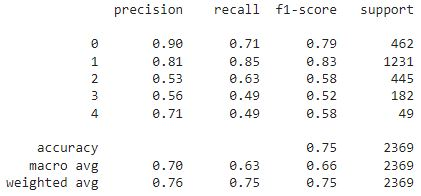 precision recall f1-score support
0 0.90 0.71 0.79 462
1 0.81 0.85 0.83 1231
2 0.53 0.63 0.58 445
3 0.56 0.49 0.52 182
4 0.71 0.49 0.58 49
accuracy 0.75 2369
macro avg 0.70 0.63 0.66 2369
weighted avg 0.76 0.75 0.75 2369